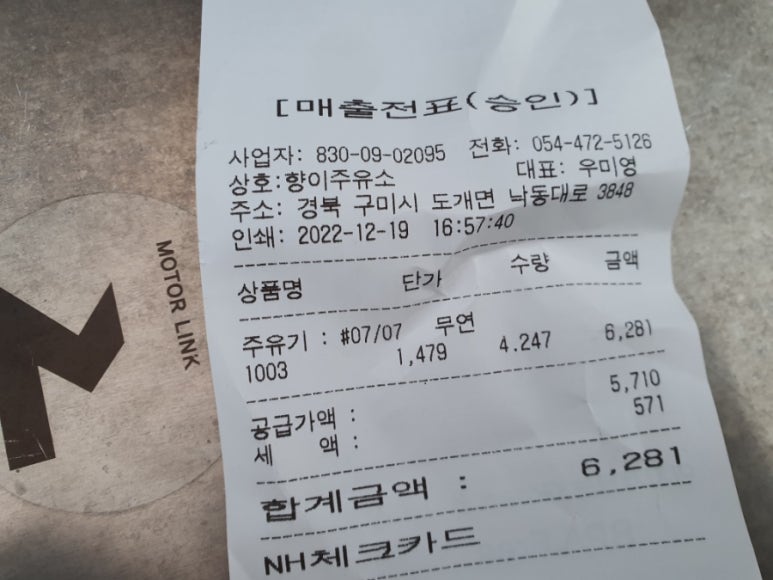 [매출전표(승인)]
사업자: 830-09-02095 전화: 054-472-5126
상호:향이주유소 대표: 우미영
주소: 경북 구미시 도개면 낙동대로 3848
인쇄: 2022-12-19 16:57:40
상품명 단가 수량 금액
주유기 : #07/07 무연
1003 1,479 4.247 6,281
공급가액 : 5,710
세 액 : 571
합계금액 : 6,281
NH체크카드
MOTOR LINK